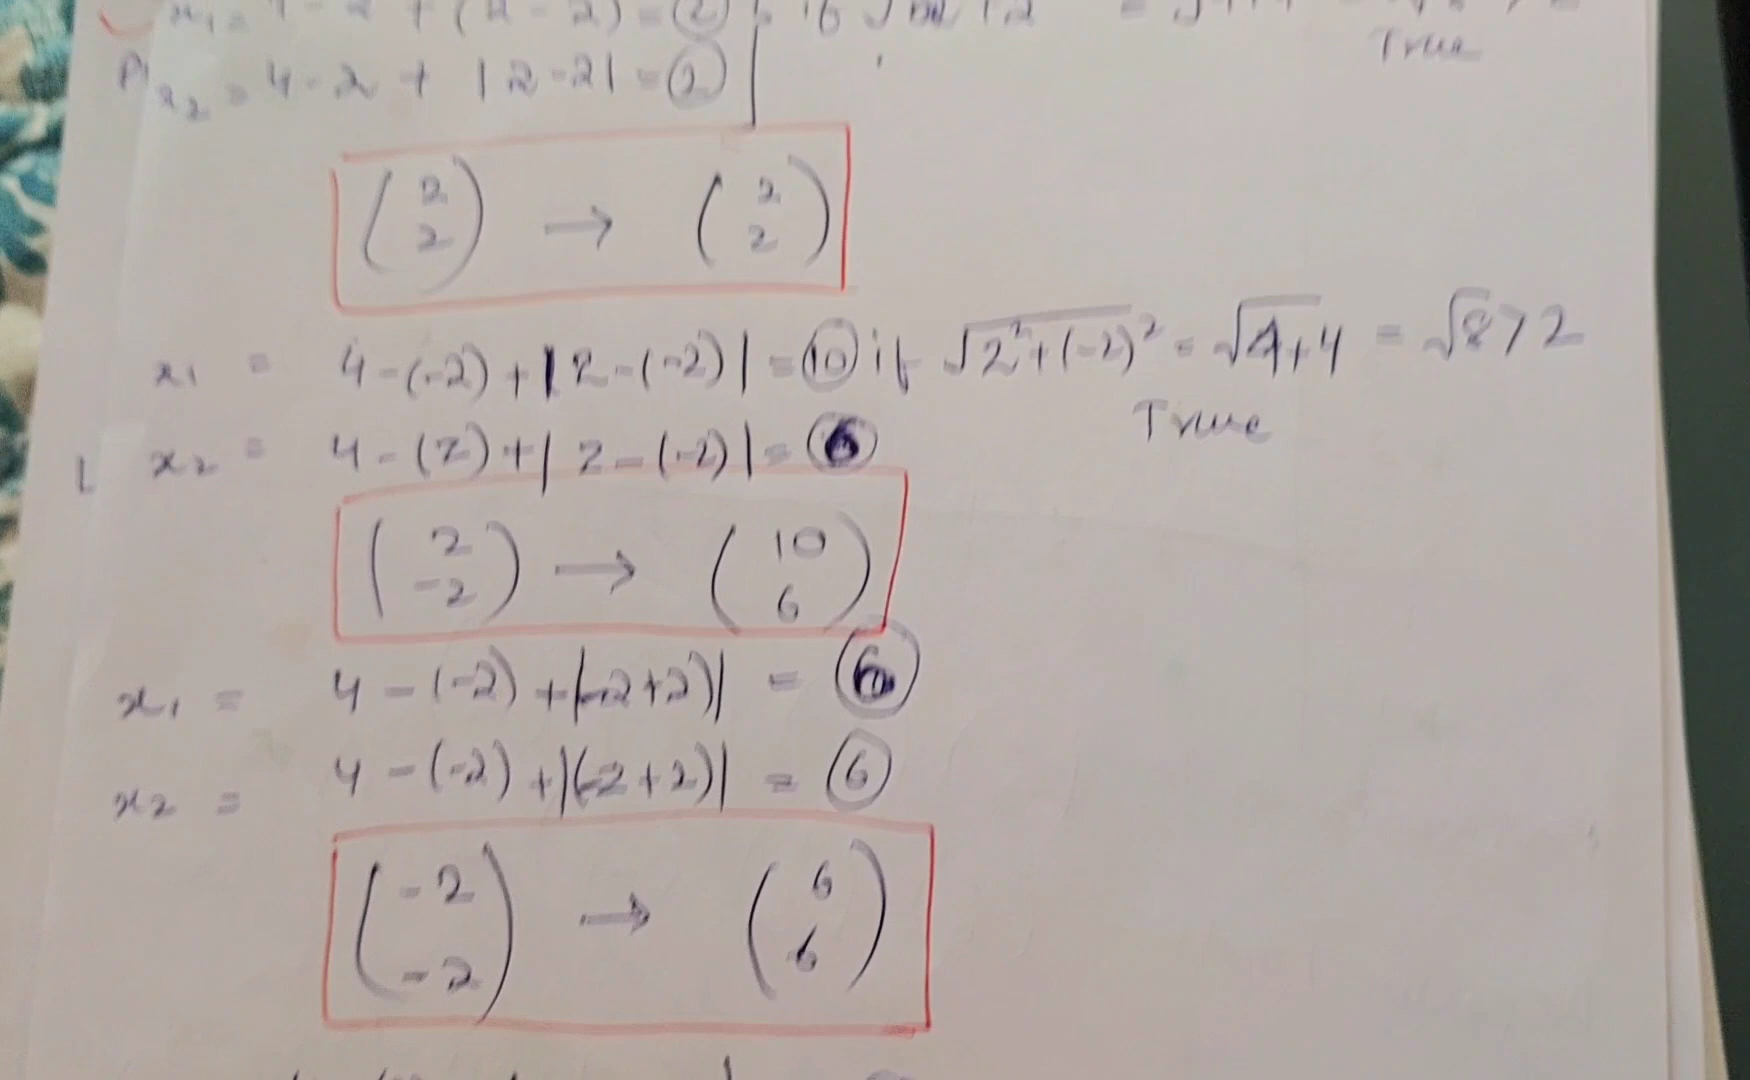 x₂ = 4 - 2 + |2-2| = 2
True
(2 2) → (2 2)
x₁ = 4-(-2) + |2-(-2)| = 10 if √2²+(-2)² = √4+4 = √8 > 2
True
x₂ = 4-(2) + |2-(-2)| = 6
(2 -2) → (10 6)
x₁ = 4 - (-2) + |-2+2)| = 6
x₂ = 4 - (-2) + |(-2+2)| = 6
(-2 -2) → (6 6)